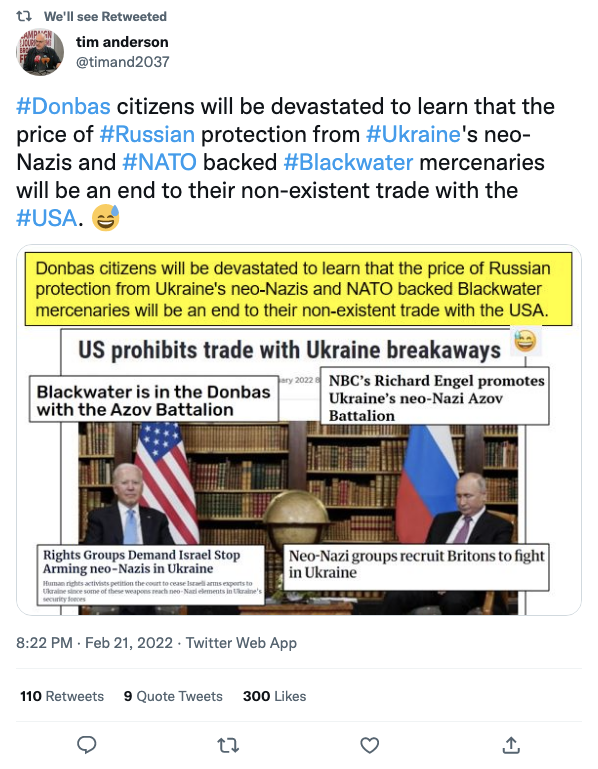 We'll see Retweeted
tim anderson
@timand2037
#Donbas citizens will be devastated to learn that the
price of #Russian protection from #Ukraine's neo-
Nazis and #NATO backed #Blackwater mercenaries
will be an end to their non-existent trade with the
#USA. 😅
Donbas citizens will be devastated to learn that the price of Russian
protection from Ukraine's neo-Nazis and NATO backed Blackwater
mercenaries will be an end to their non-existent trade with the USA.
US prohibits trade with Ukraine breakaways
2022
Blackwater is in the Donbas
with the Azov Battalion
NBC's Richard Engel promotes
Ukraine's neo-Nazi Azov
Battalion
Rights Groups Demand Israel Stop
Arming neo-Nazis in Ukraine
Human rights activists petition the court to cease Israeli arms exports to
Ukraine since some of these weapons reach neo-Nazi elements in Ukraine's
security forces
Neo-Nazi groups recruit Britons to fight
in Ukraine
8:22 PM · Feb 21, 2022 · Twitter Web App
110 Retweets 9 Quote Tweets 300 Likes